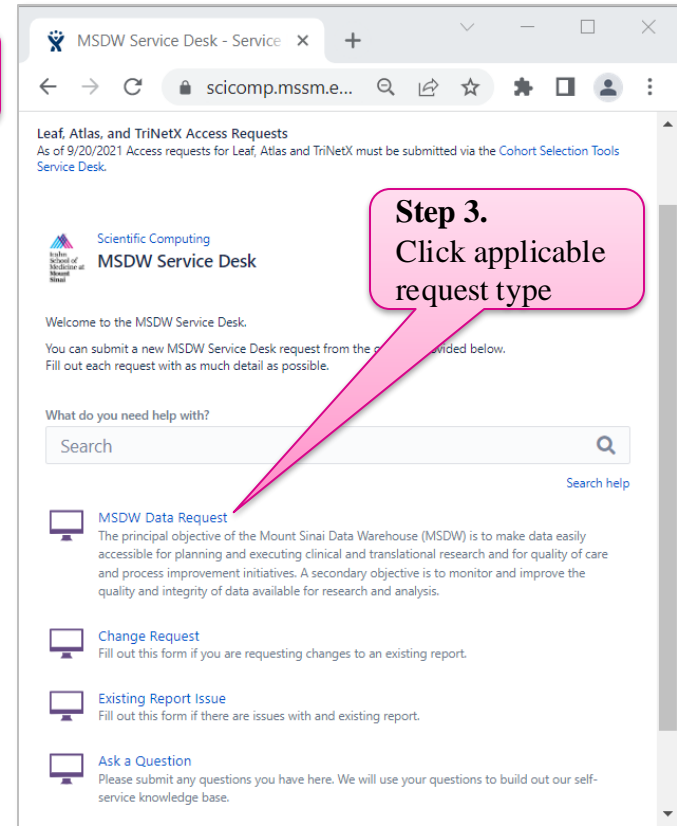 MSDW Service Desk - Service
scicomp.mssm.e...
Leaf, Atlas, and TriNetX Access Requests
As of 9/20/2021 Access requests for Leaf, Atlas and TriNetX must be submitted via the Cohort Selection Tools
Service Desk.
Step 3.
Click applicable
request type
Icahn
School of
Medicine at
Mount
Sinai
Scientific Computing
MSDW Service Desk
Welcome to the MSDW Service Desk.
You can submit a new MSDW Service Desk request from the vided below.
Fill out each request with as much detail as possible.
What do you need help with?
Search
Search help
MSDW Data Request
The principal objective of the Mount Sinai Data Warehouse (MSDW) is to make data easily
accessible for planning and executing clinical and translational research and for quality of care
and process improvement initiatives. A secondary objective is to monitor and improve the
quality and integrity of data available for research and analysis.
Change Request
Fill out this form if you are requesting changes to an existing report.
Existing Report Issue
Fill out this form if there are issues with and existing report.
Ask a Question
Please submit any questions you have here. We will use your questions to build out our self-
service knowledge base.